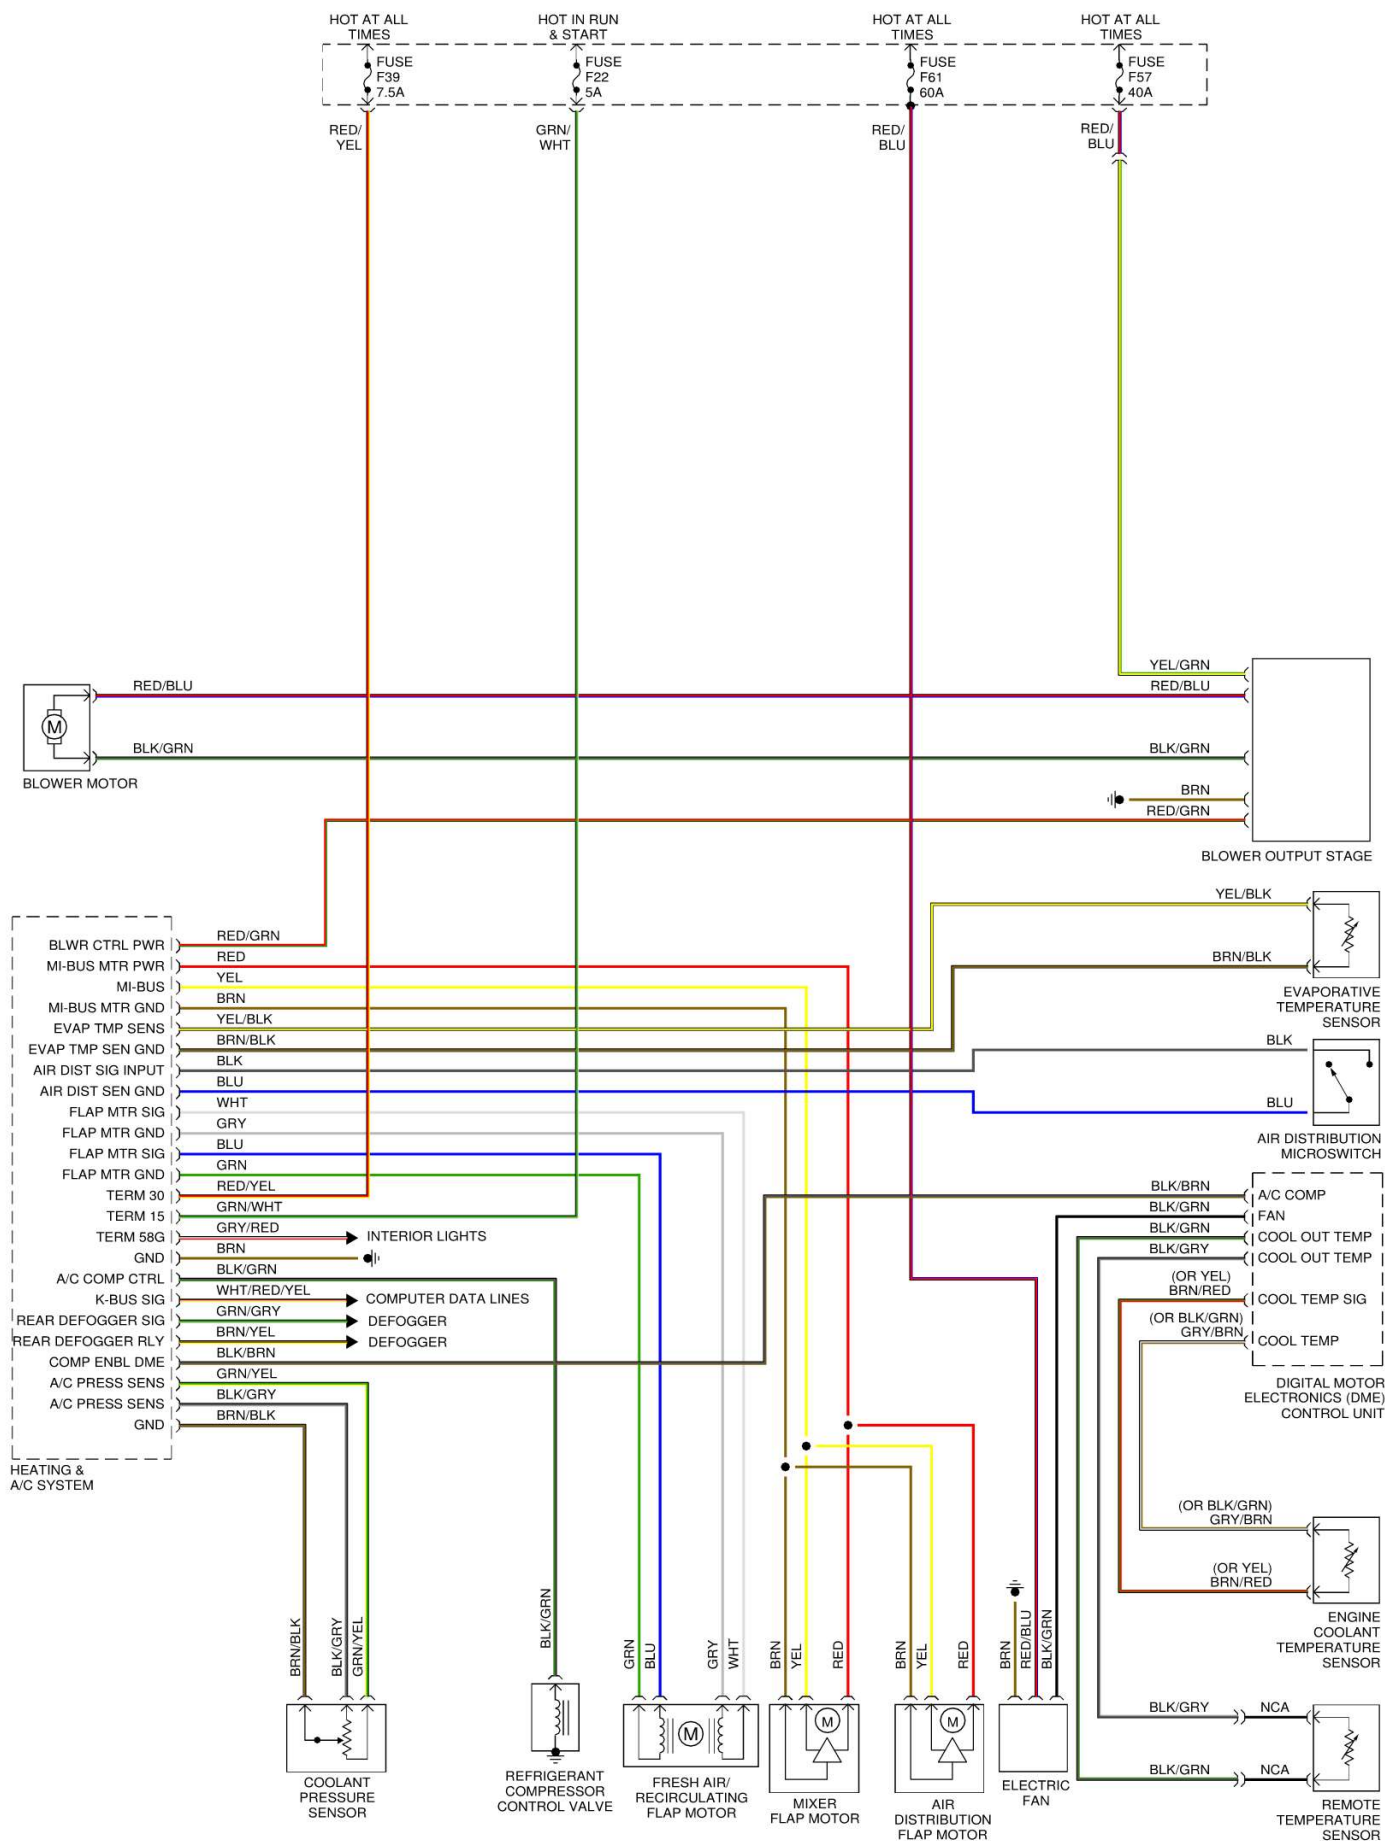 HOT AT ALL
TIMES
HOT IN RUN
& START
HOT AT ALL
TIMES
HOT AT ALL
TIMES
FUSE
F39
7.5A
FUSE
F22
5A
FUSE
F61
60A
FUSE
F57
40A
RED/
YEL
GRN/
WHT
RED/
BLU
RED/
BLU
YEL/GRN
RED/BLU
RED/BLU
M
BLK/GRN
BLK/GRN
BLOWER MOTOR
BRN
RED/GRN
BLOWER OUTPUT STAGE
YEL/BLK
BRN/BLK
EVAPORATIVE
TEMPERATURE
SENSOR
BLK
BLU
AIR DISTRIBUTION
MICROSWITCH
BLWR CTRL PWR
RED/GRN
MI-BUS MTR PWR
RED
MI-BUS
YEL
MI-BUS MTR GND
BRN
EVAP TMP SENS
YEL/BLK
EVAP TMP SEN GND
BRN/BLK
AIR DIST SIG INPUT
BLK
AIR DIST SEN GND
BLU
FLAP MTR SIG
WHT
FLAP MTR GND
GRY
FLAP MTR SIG
BLU
FLAP MTR GND
GRN
TERM 30
RED/YEL
TERM 15
GRN/WHT
TERM 58G
GRY/RED
INTERIOR LIGHTS
GND
BRN
A/C COMP CTRL
BLK/GRN
K-BUS SIG
WHT/RED/YEL
COMPUTER DATA LINES
REAR DEFOGGER SIG
GRN/GRY
DEFOGGER
REAR DEFOGGER RLY
BRN/YEL
DEFOGGER
COMP ENBL DME
BLK/BRN
A/C PRESS SENS
GRN/YEL
A/C PRESS SENS
BLK/GRY
GND
BRN/BLK
HEATING &
A/C SYSTEM
BLK/BRN
A/C COMP
BLK/GRN
FAN
BLK/GRN
COOL OUT TEMP
BLK/GRY
COOL OUT TEMP
(OR YEL)
BRN/RED
COOL TEMP SIG
(OR BLK/GRN)
GRY/BRN
COOL TEMP
DIGITAL MOTOR
ELECTRONICS (DME)
CONTROL UNIT
(OR BLK/GRN)
GRY/BRN
(OR YEL)
BRN/RED
ENGINE
COOLANT
TEMPERATURE
SENSOR
BLK/GRY
NCA
BLK/GRN
NCA
REMOTE
TEMPERATURE
SENSOR
BRN/BLK
BLK/GRY
GRN/YEL
COOLANT
PRESSURE
SENSOR
BLK/GRN
REFRIGERANT
COMPRESSOR
CONTROL VALVE
GRN
BLU
GRY
WHT
M
FRESH AIR/
RECIRCULATING
FLAP MOTOR
BRN
YEL
RED
M
MIXER
FLAP MOTOR
BRN
YEL
RED
M
AIR
DISTRIBUTION
FLAP MOTOR
BRN
RED/BLU
BLK/GRN
ELECTRIC
FAN